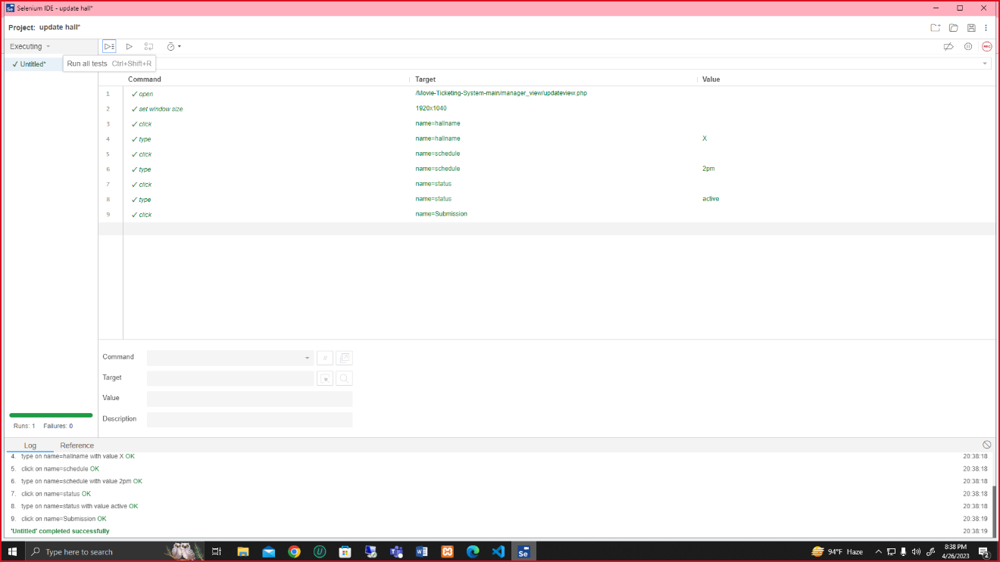 Se Selenium IDE - update hall*
Project: update hall*
Executing
✓ Untitled*
Run all tests Ctrl+Shift+R
REC
Command Target Value
1 ✓ open /Movie-Ticketing-System-main/manager_view/updateview.php
2 ✓ set window size 1920x1040
3 ✓ click name=hallname
4 ✓ type name=hallname X
5 ✓ click name=schedule
6 ✓ type name=schedule 2pm
7 ✓ click name=status
8 ✓ type name=status active
9 ✓ click name=Submission
Command //
Target
Value
Description
Runs: 1 Failures: 0
Log Reference
4. type on name=hallname with value X OK 20:38:18
5. click on name=schedule OK 20:38:18
6. type on name=schedule with value 2pm OK 20:38:18
7. click on name=status OK 20:38:18
8. type on name=status with value active OK 20:38:18
9. click on name=Submission OK 20:38:19
'Untitled' completed successfully 20:38:19
Type here to search
Se
94°F Haze
8:38 PM
4/26/2023
2